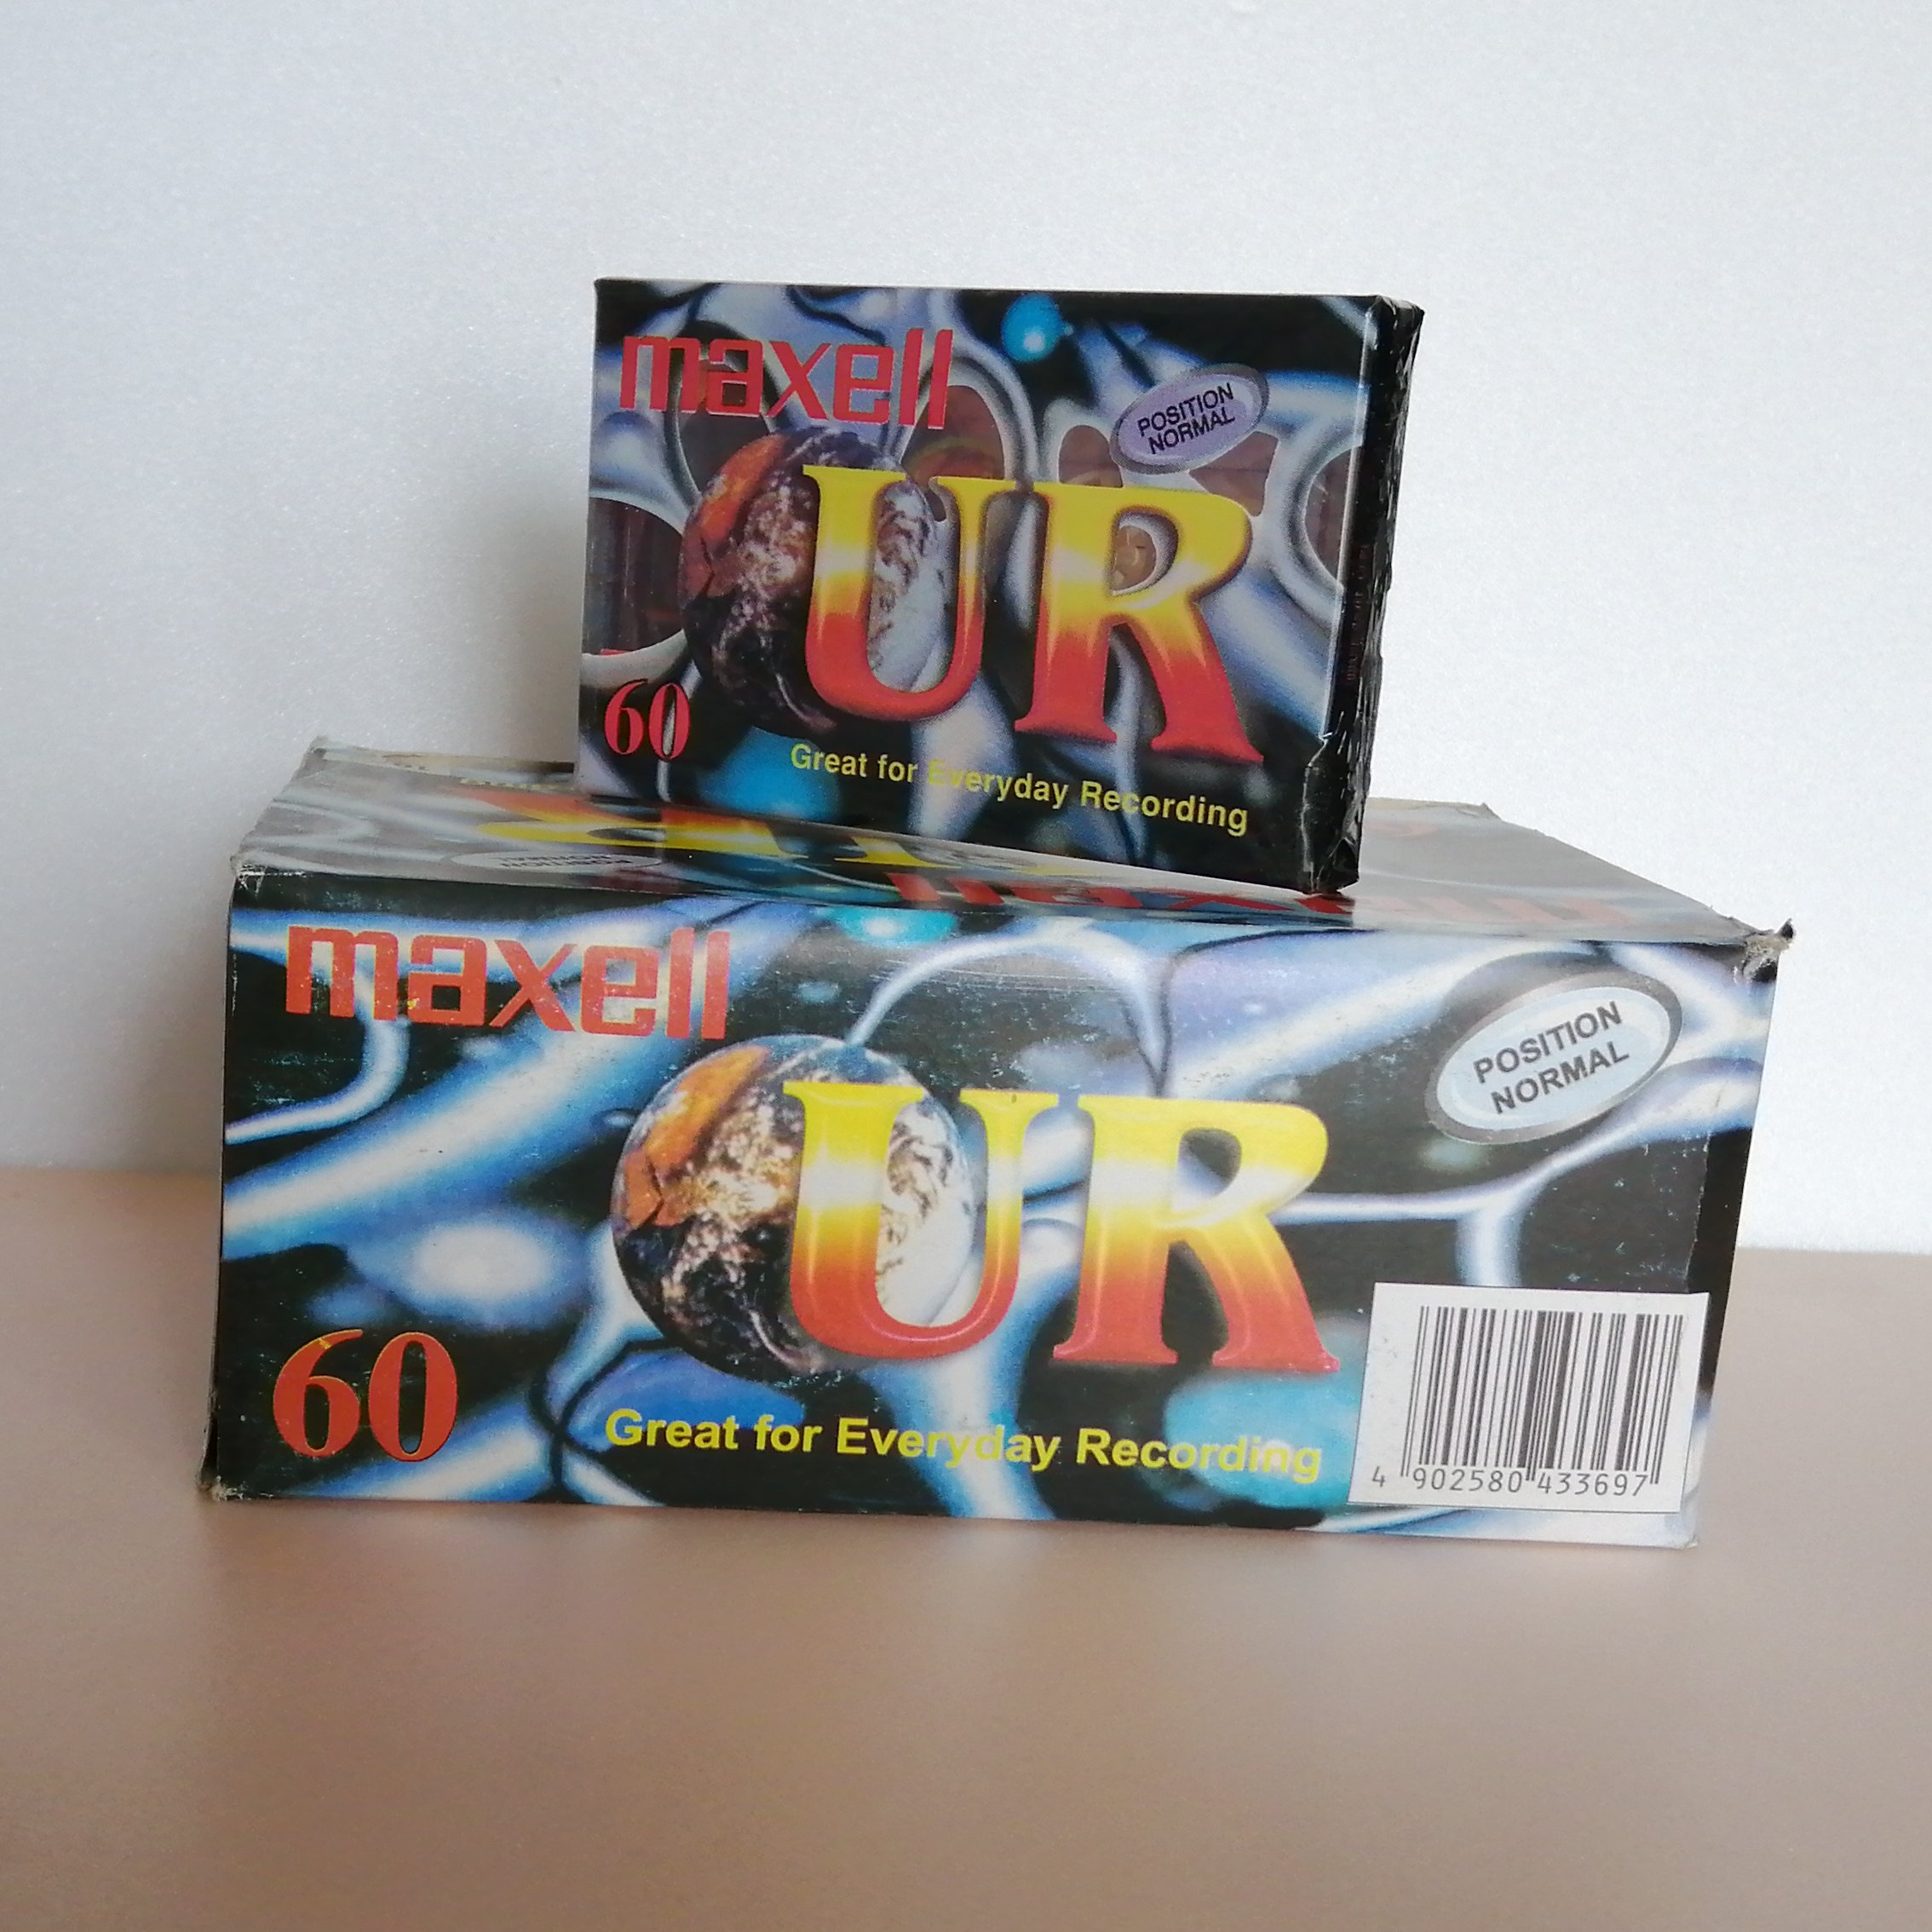 maxell
POSITION
NORMAL
UR
60
Great for Everyday Recording
maxell
maxell
POSITION
NORMAL
UR
60
Great for Everyday Recording
4 902580 433697